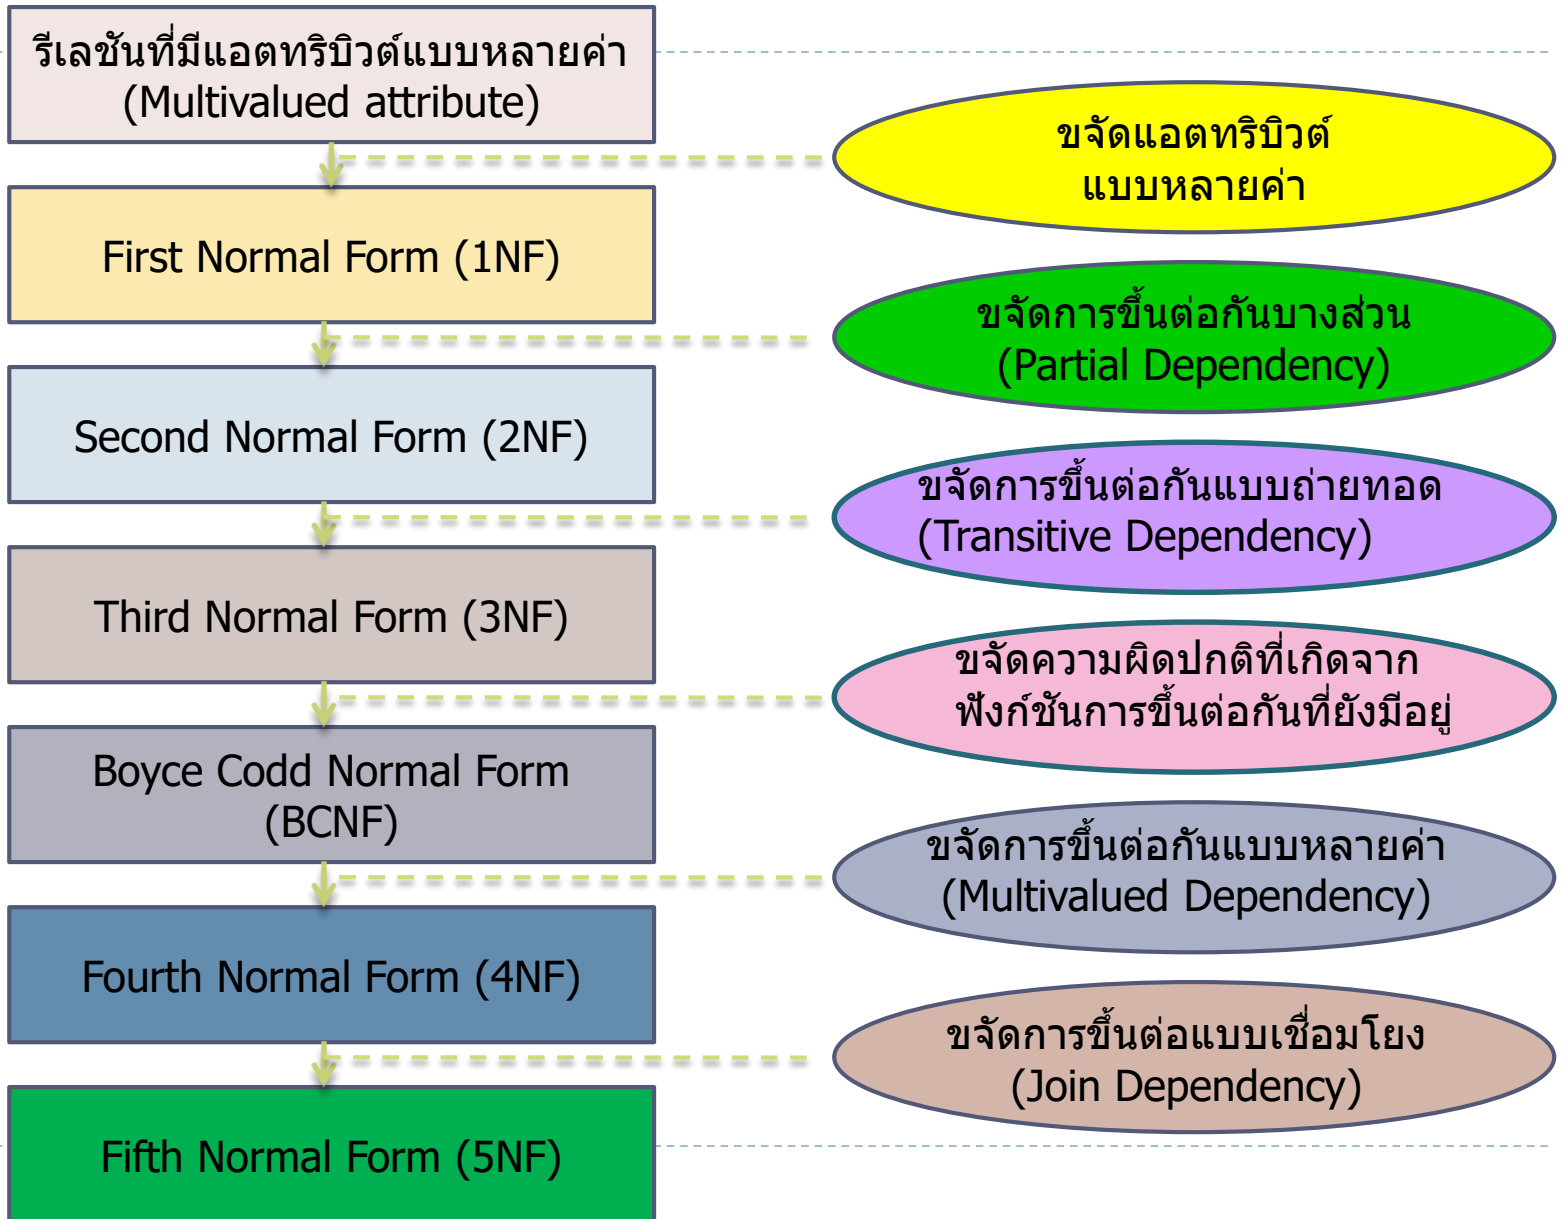 รีเลชันที่มีแอตทริบิวต์แบบหลายค่า
(Multivalued attribute)
ขจัดแอตทริบิวต์
แบบหลายค่า
First Normal Form (1NF)
ขจัดการขึ้นต่อกันบางส่วน
(Partial Dependency)
Second Normal Form (2NF)
ขจัดการขึ้นต่อกันแบบถ่ายทอด
(Transitive Dependency)
Third Normal Form (3NF)
ขจัดความผิดปกติที่เกิดจาก
ฟังก์ชันการขึ้นต่อกันที่ยังมีอยู่
Boyce Codd Normal Form
(BCNF)
ขจัดการขึ้นต่อกันแบบหลายค่า
(Multivalued Dependency)
Fourth Normal Form (4NF)
ขจัดการขึ้นต่อแบบเชื่อมโยง
(Join Dependency)
Fifth Normal Form (5NF)